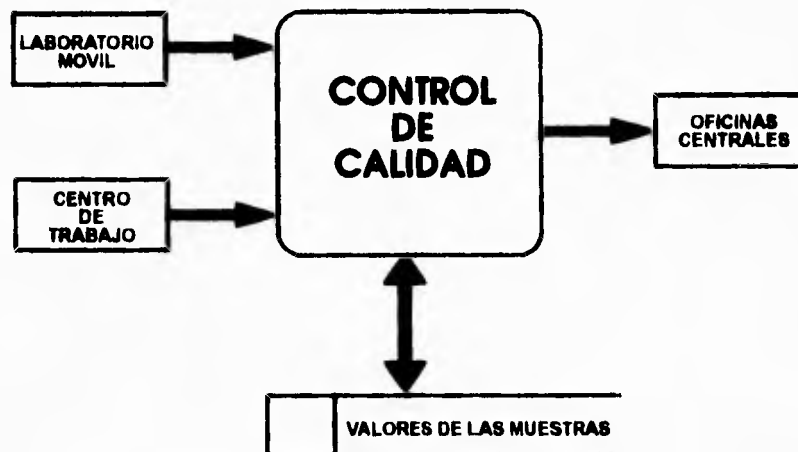 LABORATORIO
MOVIL
CONTROL
DE
CALIDAD
OFICINAS
CENTRALES
CENTRO
DE
TRABAJO
VALORES DE LAS MUESTRAS